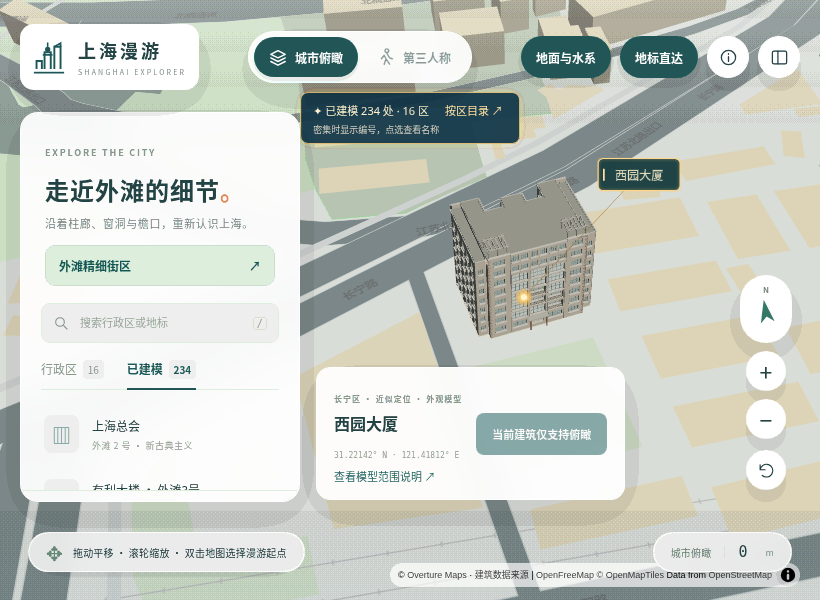 上海漫游
SHANGHAI EXPLORER
城市俯瞰
第三人称
地面与水系
地标直达
✦ 已建模 234 处 · 16 区 按区目录 ↗
密集时显示编号，点选查看名称
EXPLORE THE CITY
走近外滩的细节。
沿着柱廊、窗洞与檐口，重新认识上海。
外滩精细街区 ↗
搜索行政区或地标 /
行政区 16
已建模 234
上海总会
外滩 2 号 • 新古典主义
有利大楼 · 外滩3号
西园大厦
长宁路
N
+
−
长宁区 • 近似定位 • 外观模型
西园大厦
31.22142° N · 121.41812° E
查看模型范围说明 ↗
当前建筑仅支持俯瞰
拖动平移 • 滚轮缩放 • 双击地图选择漫游起点
城市俯瞰 0 m
© Overture Maps · 建筑数据来源 | OpenFreeMap © OpenMapTiles Data from OpenStreetMap